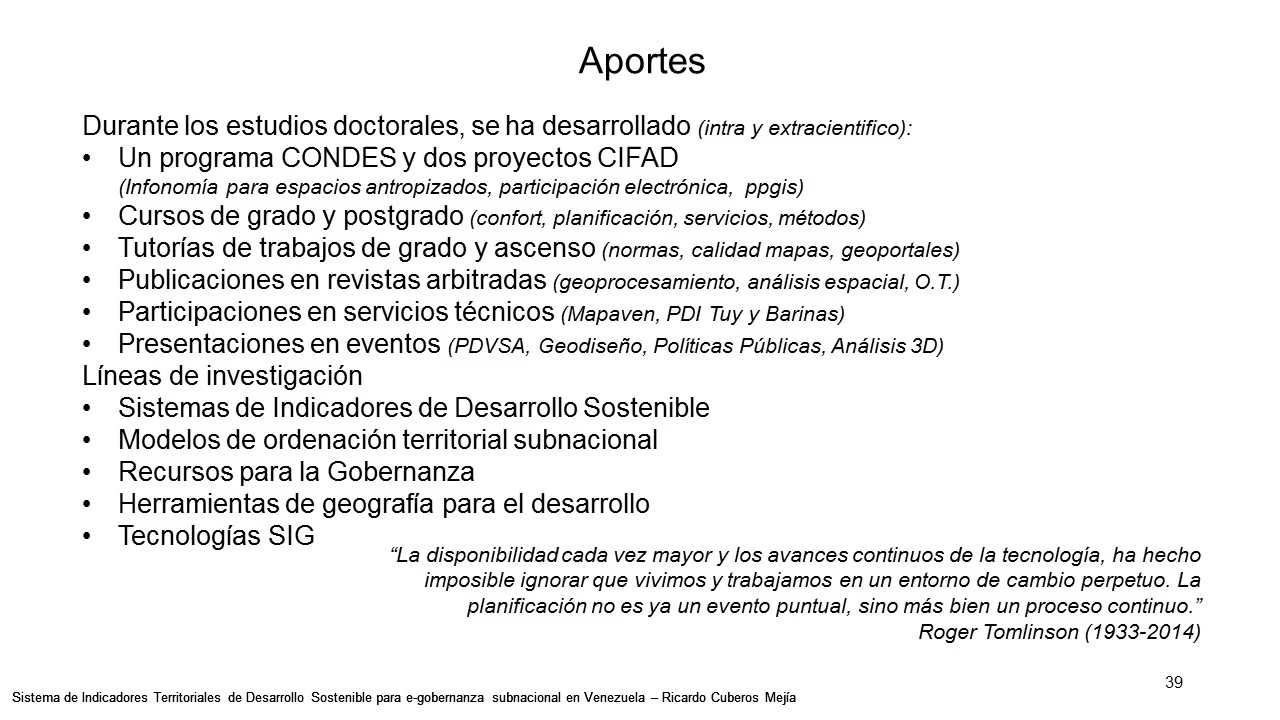 Aportes
Durante los estudios doctorales, se ha desarrollado (intra y extracientifico):
• Un programa CONDES y dos proyectos CIFAD
(Infonomía para espacios antropizados, participación electrónica, ppgis)
• Cursos de grado y postgrado (confort, planificación, servicios, métodos)
• Tutorías de trabajos de grado y ascenso (normas, calidad mapas, geoportales)
• Publicaciones en revistas arbitradas (geoprocesamiento, análisis espacial, O.T.)
• Participaciones en servicios técnicos (Mapaven, PDI Tuy y Barinas)
• Presentaciones en eventos (PDVSA, Geodiseño, Políticas Públicas, Análisis 3D)
Líneas de investigación
• Sistemas de Indicadores de Desarrollo Sostenible
• Modelos de ordenación territorial subnacional
• Recursos para la Gobernanza
• Herramientas de geografía para el desarrollo
• Tecnologías SIG
“La disponibilidad cada vez mayor y los avances continuos de la tecnología, ha hecho
imposible ignorar que vivimos y trabajamos en un entorno de cambio perpetuo. La
planificación no es ya un evento puntual, sino más bien un proceso continuo.”
Roger Tomlinson (1933-2014)
39
Sistema de Indicadores Territoriales de Desarrollo Sostenible para e-gobernanza subnacional en Venezuela – Ricardo Cuberos Mejía